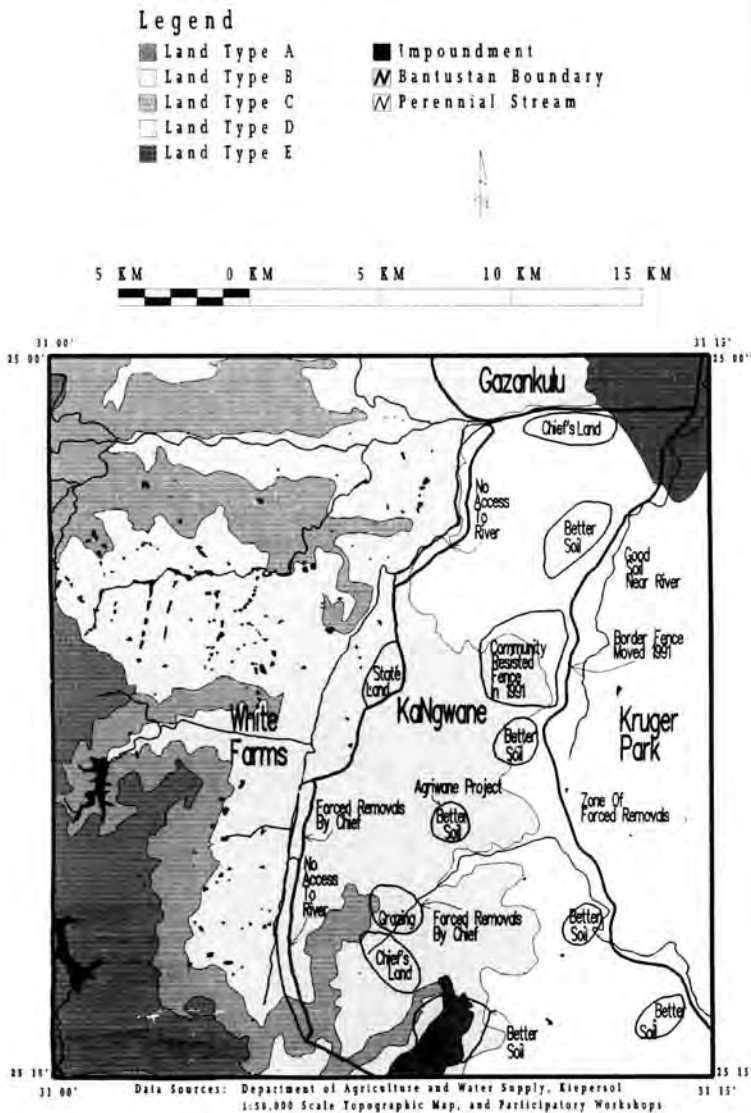 Legend
Land Type A
Land Type B
Land Type C
Land Type D
Land Type E
Impoundment
Bantustan Boundary
Perennial Stream
5 KM 0 KM 5 KM 10 KM 15 KM
31 00' 31 15'
25 00' 25 00'
Gazankulu
Chief's Land
No
Access
To
River
Better
Soil
Good
Soil
Near River
Community
Resisted
Fence
In 1991
Border Fence
Moved 1991
State
Land
KaNgwane
White
Farms
Better
Soil
Kruger
Park
Agriwane Project
Better
Soil
Zone Of
Forced Removals
Forced Removals
By Chief
No
Access
To
River
Grazing
Forced Removals
By Chief
Better
Soil
Chief's
Land
Better
Soil
Better
Soil
25 15' 25 15'
31 00' 31 15'
Data Sources: Department of Agriculture and Water Supply, Kiepersol
1:50,000 Scale Topographic Map, and Participatory Workshops